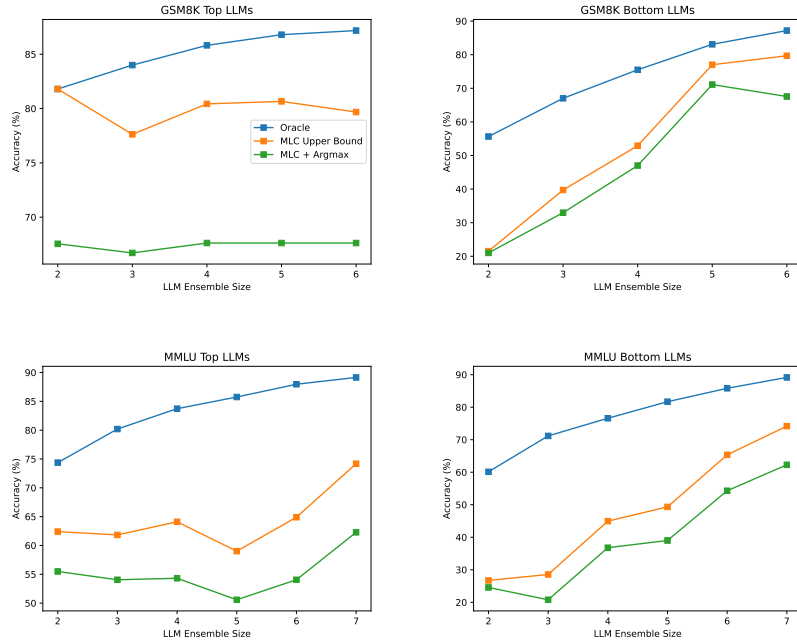 GSM8K Top LLMs
Accuracy (%)
85
80
75
70
Oracle
MLC Upper Bound
MLC + Argmax
2 3 4 5 6
LLM Ensemble Size
GSM8K Bottom LLMs
Accuracy (%)
90
80
70
60
50
40
30
20
2 3 4 5 6
LLM Ensemble Size
MMLU Top LLMs
Accuracy (%)
90
85
80
75
70
65
60
55
50
2 3 4 5 6 7
LLM Ensemble Size
MMLU Bottom LLMs
Accuracy (%)
90
80
70
60
50
40
30
20
2 3 4 5 6 7
LLM Ensemble Size